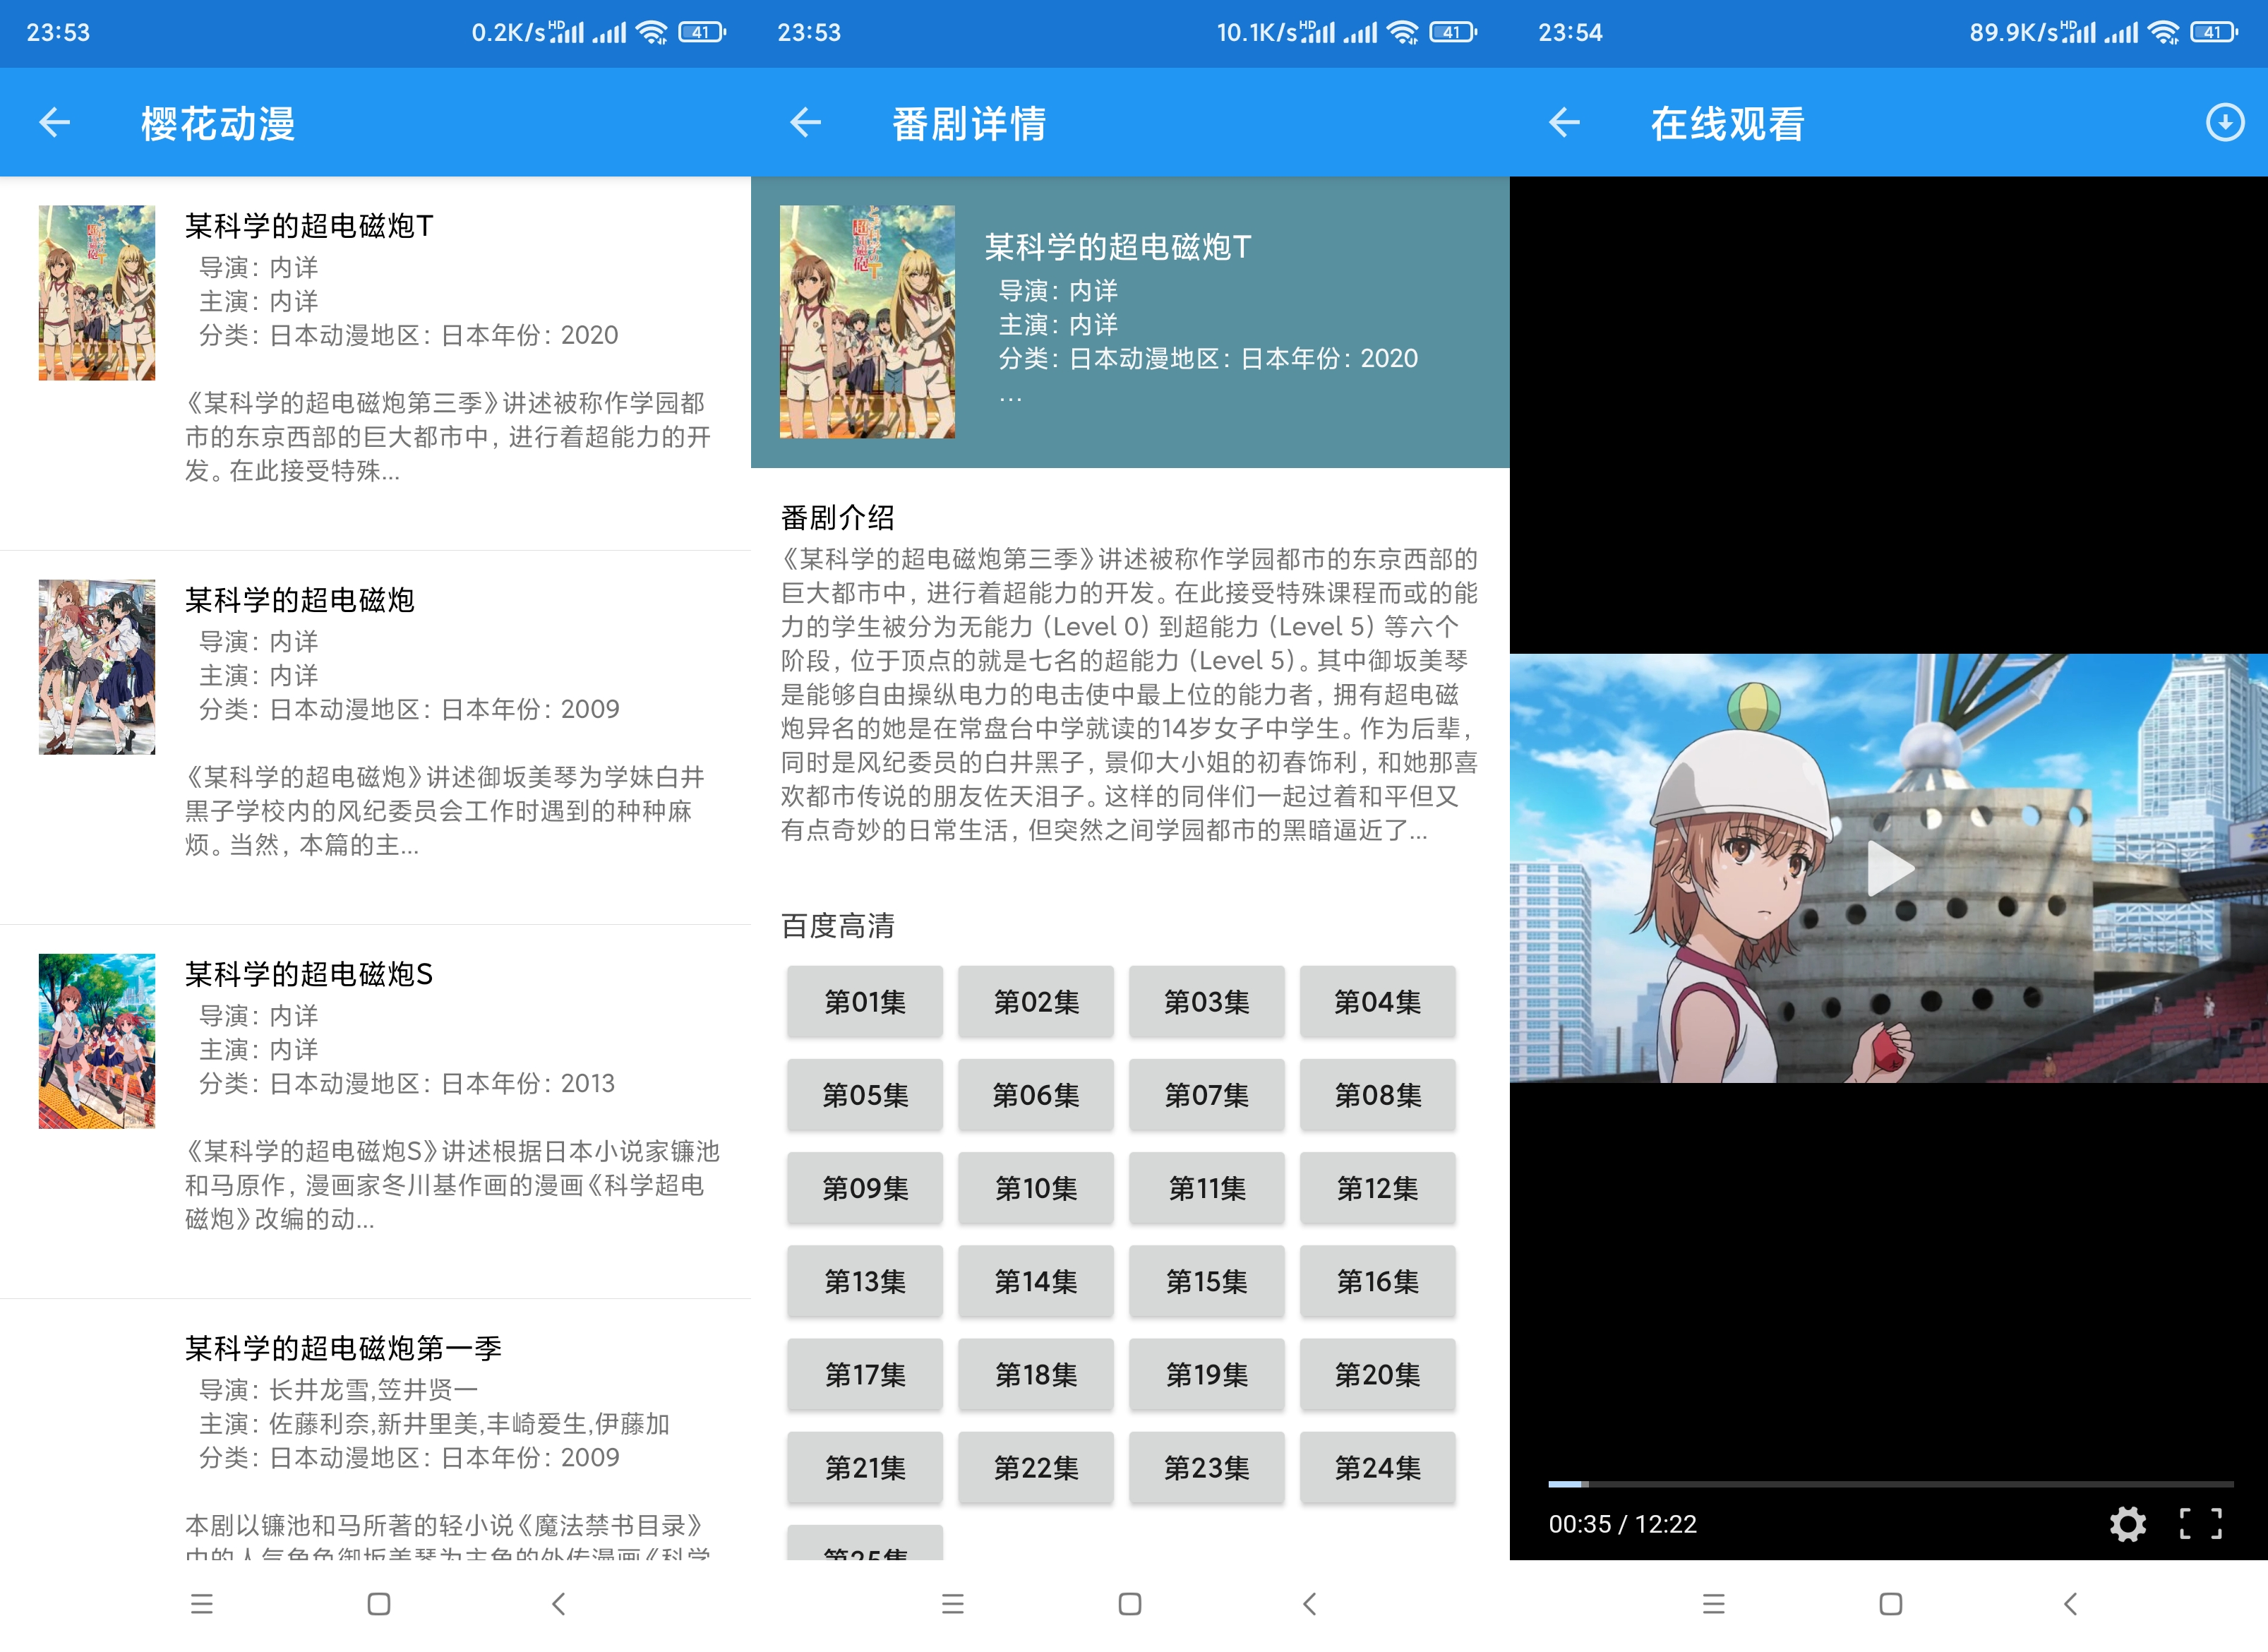 23:53
0.2K/s HD 41
樱花动漫
某科学的超电磁炮T
导演：内详
主演：内详
分类：日本动漫地区：日本年份：2020
《某科学的超电磁炮第三季》讲述被称作学园都
市的东京西部的巨大都市中，进行着超能力的开
发。在此接受特殊...
某科学的超电磁炮
导演：内详
主演：内详
分类：日本动漫地区：日本年份：2009
《某科学的超电磁炮》讲述御坂美琴为学妹白井
黒子学校内的风纪委员会工作时遇到的种种麻
烦。当然，本篇的主...
某科学的超电磁炮S
导演：内详
主演：内详
分类：日本动漫地区：日本年份：2013
《某科学的超电磁炮S》讲述根据日本小说家镰池
和马原作，漫画家冬川基作画的漫画《科学超电
磁炮》改编的动...
某科学的超电磁炮第一季
导演：长井龙雪,笠井贤一
主演：佐藤利奈,新井里美,丰崎爱生,伊藤加
分类：日本动漫地区：日本年份：2009
本剧以镰池和马所著的轻小说《魔法禁书目录》
中的人气角色御坂美琴为主角的外传漫画《科学
23:53
10.1K/s HD 41
番剧详情
某科学的超电磁炮T
导演：内详
主演：内详
分类：日本动漫地区：日本年份：2020
...
番剧介绍
《某科学的超电磁炮第三季》讲述被称作学园都市的东京西部的
巨大都市中，进行着超能力的开发。在此接受特殊课程而或的能
力的学生被分为无能力（Level 0）到超能力（Level 5）等六个
阶段，位于顶点的就是七名的超能力（Level 5）。其中御坂美琴
是能够自由操纵电力的电击使中最上位的能力者，拥有超电磁
炮异名的她是在常盘台中学就读的14岁女子中学生。作为后辈，
同时是风纪委员的白井黑子，景仰大小姐的初春饰利，和她那喜
欢都市传说的朋友佐天泪子。这样的同伴们一起过着和平但又
有点奇妙的日常生活，但突然之间学园都市的黑暗逼近了...
百度高清
第01集 第02集 第03集 第04集
第05集 第06集 第07集 第08集
第09集 第10集 第11集 第12集
第13集 第14集 第15集 第16集
第17集 第18集 第19集 第20集
第21集 第22集 第23集 第24集
第25集
23:54
89.9K/s HD 41
在线观看
00:35 / 12:22